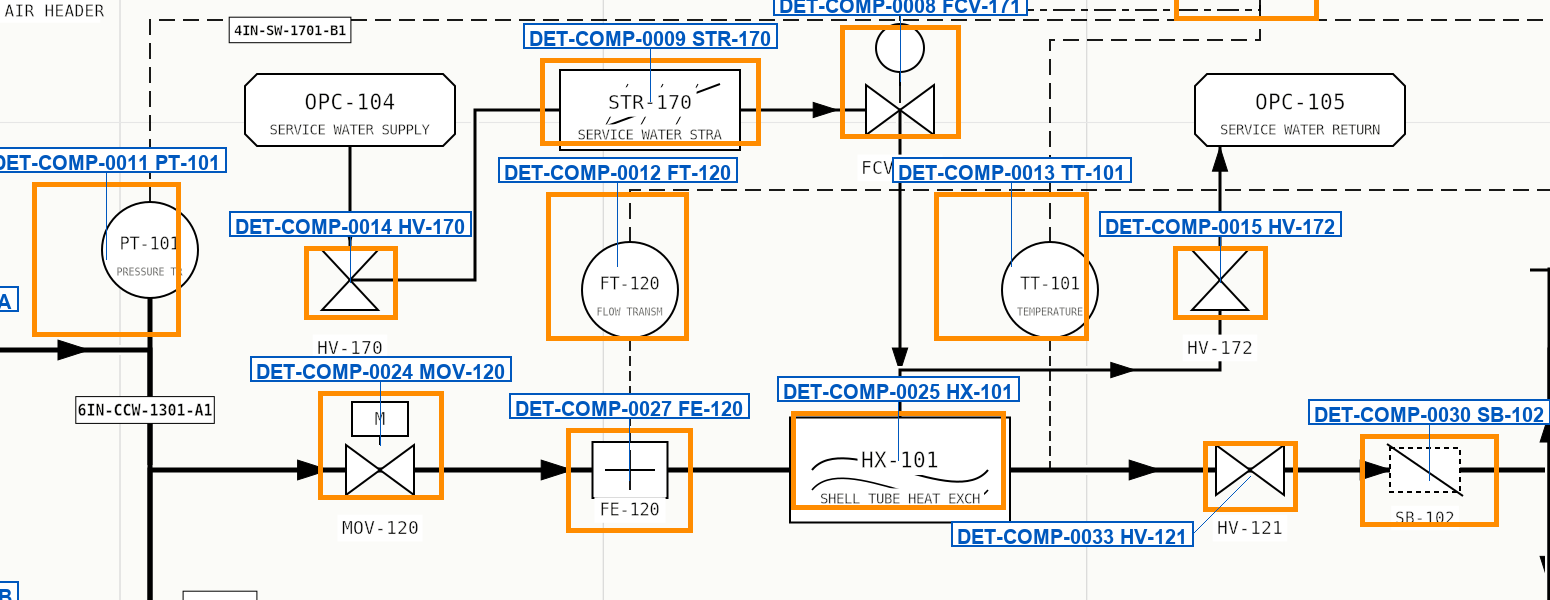 AIR HEADER
DET-COMP-0008 FCV-171
4IN-SW-1701-B1
DET-COMP-0009 STR-170
OPC-104
SERVICE WATER SUPPLY
STR-170
SERVICE WATER STRA
OPC-105
SERVICE WATER RETURN
DET-COMP-0011 PT-101
DET-COMP-0012 FT-120
FCV
DET-COMP-0013 TT-101
DET-COMP-0014 HV-170
DET-COMP-0015 HV-172
PT-101
PRESSURE
FT-120
FLOW TRANSM
TT-101
TEMPERATURE
A
HV-170
HV-172
DET-COMP-0024 MOV-120
DET-COMP-0025 HX-101
6IN-CCW-1301-A1
DET-COMP-0027 FE-120
DET-COMP-0030 SB-102
M
HX-101
SHELL TUBE HEAT EXCH
FE-120
SB-102
MOV-120
DET-COMP-0033 HV-121
HV-121
B